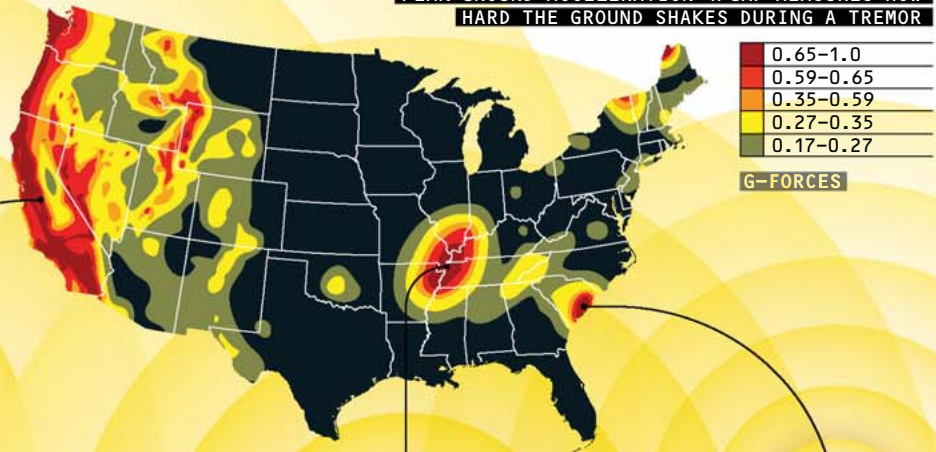 HARD THE GROUND SHAKES DURING A TREMOR
0.65–1.0
0.59–0.65
0.35–0.59
0.27–0.35
0.17–0.27
G–FORCES